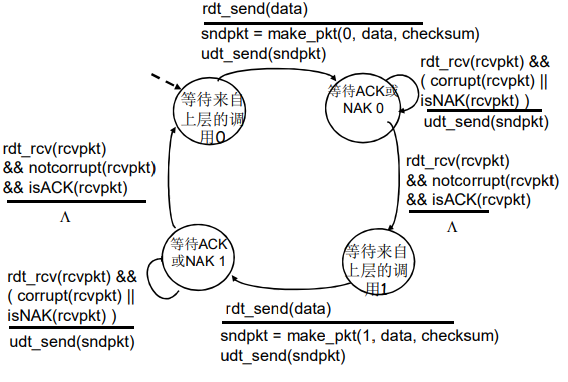 rdt_send(data)
sndpkt = make_pkt(0, data, checksum)
udt_send(sndpkt)
等待来自
上层的调
用0
等待ACK或
NAK 0
rdt_rcv(rcvpkt) &&
( corrupt(rcvpkt) ||
isNAK(rcvpkt) )
udt_send(sndpkt)
rdt_rcv(rcvpkt)
&& notcorrupt(rcvpkt)
&& isACK(rcvpkt)
Λ
rdt_rcv(rcvpkt)
&& notcorrupt(rcvpkt)
&& isACK(rcvpkt)
Λ
等待ACK
或NAK 1
等待来自
上层的调
用1
rdt_rcv(rcvpkt) &&
( corrupt(rcvpkt) ||
isNAK(rcvpkt) )
udt_send(sndpkt)
rdt_send(data)
sndpkt = make_pkt(1, data, checksum)
udt_send(sndpkt)